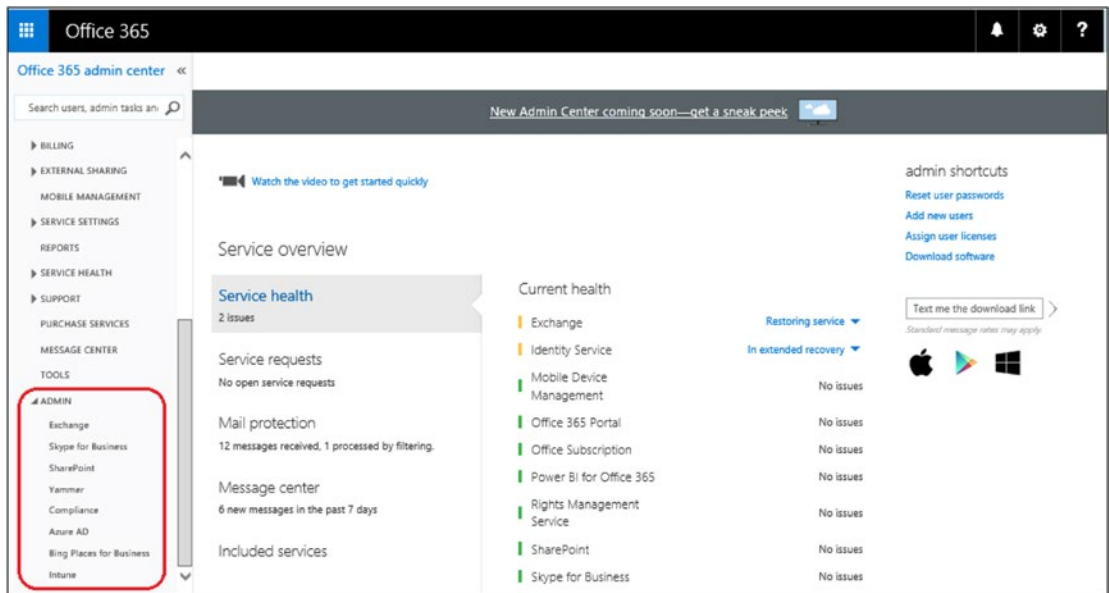 Office 365
?
Office 365 admin center «
Search users, admin tasks an
New Admin Center coming soon—get a sneak peek
BILLING
EXTERNAL SHARING
MOBILE MANAGEMENT
SERVICE SETTINGS
REPORTS
SERVICE HEALTH
SUPPORT
PURCHASE SERVICES
MESSAGE CENTER
TOOLS
ADMIN
Exchange
Skype for Business
SharePoint
Yammer
Compliance
Azure AD
Bing Places for Business
Intune
Watch the video to get started quickly
Service overview
Service health
2 issues
Service requests
No open service requests
Mail protection
12 messages received, 1 processed by filtering.
Message center
6 new messages in the past 7 days
Included services
Current health
Exchange Restoring service
Identity Service In extended recovery
Mobile Device
Management No issues
Office 365 Portal No issues
Office Subscription No issues
Power BI for Office 365 No issues
Rights Management
Service No issues
SharePoint No issues
Skype for Business No issues
admin shortcuts
Reset user passwords
Add new users
Assign user licenses
Download software
Text me the download link
Standard message rates may apply.